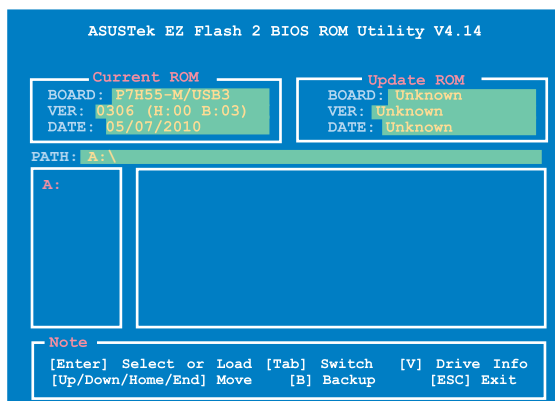 ASUSTek EZ Flash 2 BIOS ROM Utility V4.14
Current ROM
BOARD: P7H55-M/USB3
VER: 0306 (H:00 B:03)
DATE: 05/07/2010
Update ROM
BOARD: Unknown
VER: Unknown
DATE: Unknown
PATH: A:\
A:
Note
[Enter] Select or Load [Tab] Switch [V] Drive Info
[Up/Down/Home/End] Move [B] Backup [ESC] Exit